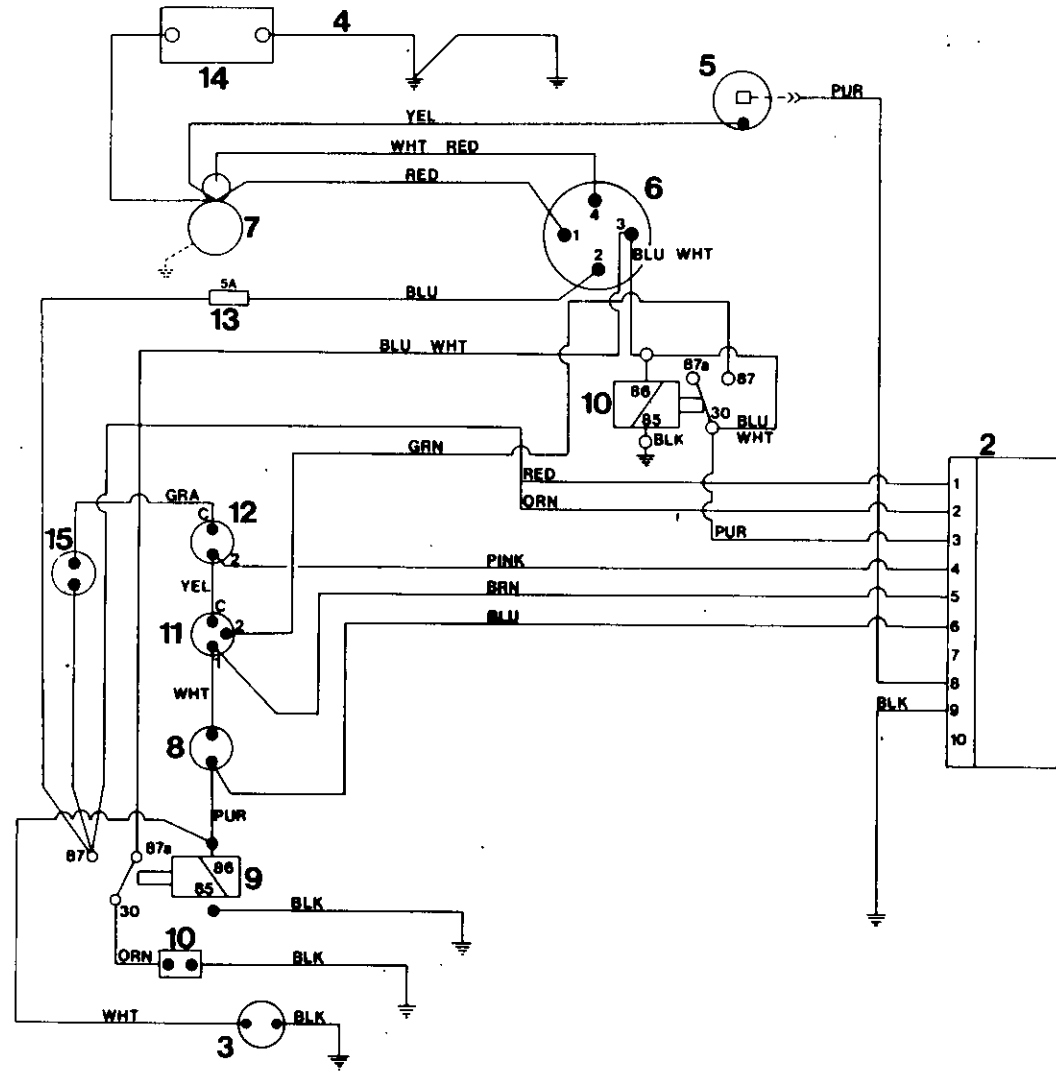 4
14
5
PUR
YEL
WHT RED
RED
6
4
1
3
2
BLU WHT
7
5A
13
BLU
BLU WHT
87a
87
10
86
85
30
BLU
WHT
BLK
GRN
2
RED
1
ORN
2
PUR
3
GRA
C
12
2
PINK
4
15
YEL
BRN
5
C
BLU
6
11
2
1
7
WHT
8
BLK
9
8
10
PUR
87
87a
86
85
9
30
BLK
10
ORN
BLK
WHT
BLK
3